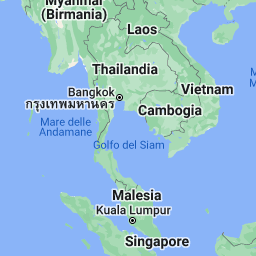 Myanmar
(Birmania)
Laos
Thailandia
Bangkok
กรุงเทพมหานคร
Vietnam
Cambogia
Mare delle
Andamane
Golfo del Siam
Malesia
Kuala Lumpur
Singapore